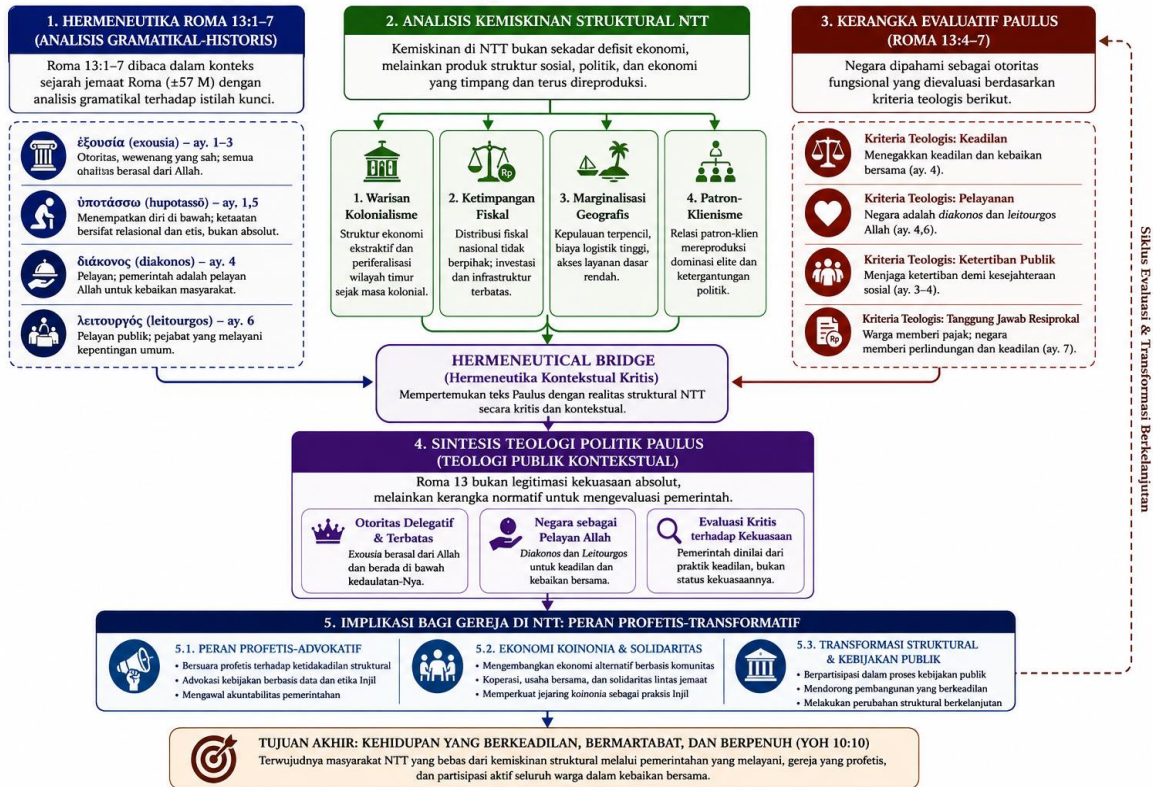 1. HERMENEUTIKA ROMA 13:1–7
(ANALISIS GRAMATIKAL-HISTORIS)
Roma 13:1–7 dibaca dalam konteks
sejarah jemaat Roma (±57 M) dengan
analisis gramatikal terhadap istilah kunci.
ἐξουσία (exousia) – ay. 1–3
Otoritas, wewenang yang sah; semua
berasal dari Allah.
ὑποτάσσω (hupotassō) – ay. 1,5
Menempatkan diri di bawah; ketaatan
bersifat relasional dan etis, bukan absolut.
διάκονος (diakonos) – ay. 4
Pelayan; pemerintah adalah pelayan
Allah untuk kebaikan masyarakat.
λειτουργός (leitourgos) – ay. 6
Pelayan publik; pejabat yang melayani
kepentingan umum.
2. ANALISIS KEMISKINAN STRUKTURAL NTT
Kemiskinan di NTT bukan sekadar defisit ekonomi,
melainkan produk struktur sosial, politik, dan ekonomi
yang timpang dan terus direproduksi.
1. Warisan
Kolonialisme
Struktur ekonomi
ekstraktif dan
periferalisasi
wilayah timur
sejak masa kolonial.
Rp
2. Ketimpangan
Fiskal
Distribusi fiskal
nasional tidak
berpihak; investasi
dan infrastruktur
terbatas.
3. Marginalisasi
Geografis
Kepulauan terpencil,
biaya logistik tinggi,
akses layanan dasar
rendah.
4. Patron-
Klienisme
Relasi patron-klien
mereproduksi
dominasi elite dan
ketergantungan
politik.
3. KERANGKA EVALUATIF PAULUS
(ROMA 13:4–7)
Negara dipahami sebagai otoritas
fungsional yang dievaluasi berdasarkan
kriteria teologis berikut.
Kriteria Teologis: Keadilan
Menegakkan keadilan dan kebaikan
bersama (ay. 4).
Kriteria Teologis: Pelayanan
Negara adalah diakonos dan leitourgos
Allah (ay. 4,6).
Kriteria Teologis: Ketertiban Publik
Menjaga ketertiban demi kesejahteraan
sosial (ay. 3–4).
Rp
Kriteria Teologis: Tanggung Jawab Resiprokal
Warga memberi pajak; negara
memberi perlindungan dan keadilan (ay. 7).
Siklus Evaluasi & Transformasi Berkelanjutan
HERMENEUTICAL BRIDGE
(Hermeneutika Kontekstual Kritis)
Mempertemukan teks Paulus dengan realitas struktural NTT
secara kritis dan kontekstual.
4. SINTESIS TEOLOGI POLITIK PAULUS
(TEOLOGI PUBLIK KONTEKSTUAL)
Roma 13 bukan legitimasi kekuasaan absolut,
melainkan kerangka normatif untuk mengevaluasi pemerintah.
Otoritas Delegatif
& Terbatas
Exousia berasal dari Allah
dan berada di bawah
kedaulatan-Nya.
Negara sebagai
Pelayan Allah
Diakonos dan Leitourgos
untuk keadilan dan
kebaikan bersama.
Evaluasi Kritis
terhadap Kekuasaan
Pemerintah dinilai dari
praktik keadilan, bukan
status kekuasaannya.
5. IMPLIKASI BAGI GEREJA DI NTT: PERAN PROFETIS-TRANSFORMATIF
5.1. PERAN PROFETIS-ADVOKATIF
• Bersuara profetis terhadap ketidakadilan struktural
• Advokasi kebijakan berbasis data dan etika Injil
• Mengawal akuntabilitas pemerintahan
5.2. EKONOMI KOINONIA & SOLIDARITAS
• Mengembangkan ekonomi alternatif berbasis komunitas
• Koperasi, usaha bersama, dan solidaritas lintas jemaat
• Memperkuat jejaring koinonia sebagai praksis Injil
5.3. TRANSFORMASI STRUKTURAL
& KEBIJAKAN PUBLIK
• Berpartisipasi dalam proses kebijakan publik
• Mendorong pembangunan yang berkeadilan
• Melakukan perubahan struktural berkelanjutan
TUJUAN AKHIR: KEHIDUPAN YANG BERKEADILAN, BERMARTABAT, DAN BERPENUH (YOH 10:10)
Terwujudnya masyarakat NTT yang bebas dari kemiskinan struktural melalui pemerintahan yang melayani, gereja yang profetis,
dan partisipasi aktif seluruh warga dalam kebaikan bersama.